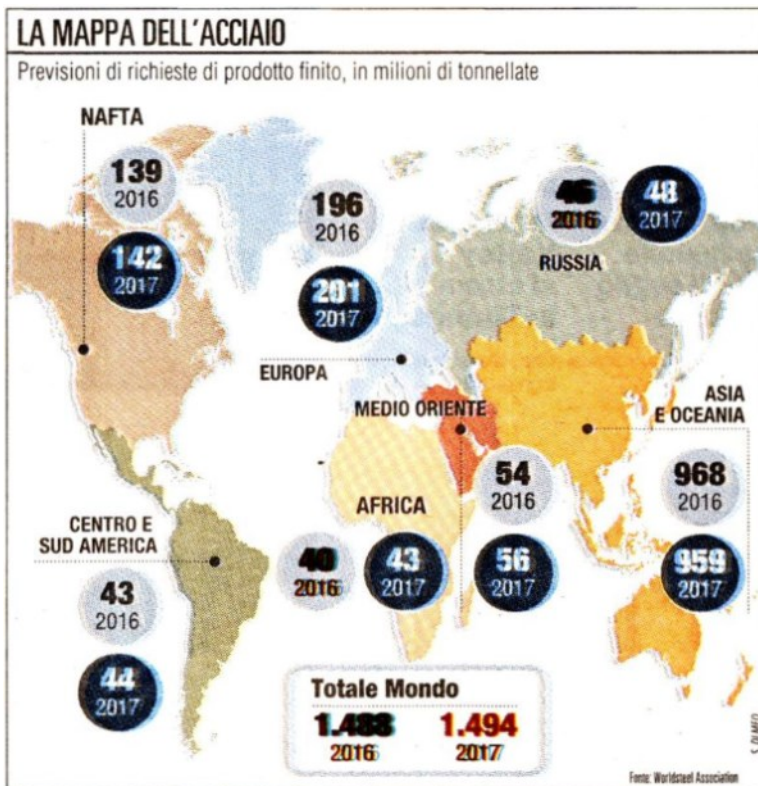 LA MAPPA DELL'ACCIAIO
Previsioni di richieste di prodotto finito, in milioni di tonnellate
NAFTA
139
2016
142
2017
196
2016
201
2017
EUROPA
46
2016
48
2017
RUSSIA
MEDIO ORIENTE
54
2016
56
2017
ASIA
E OCEANIA
968
2016
959
2017
AFRICA
40
2016
43
2017
CENTRO E
SUD AMERICA
43
2016
44
2017
Totale Mondo
1.488 1.494
2016 2017
Fonte: Worldsteel Association